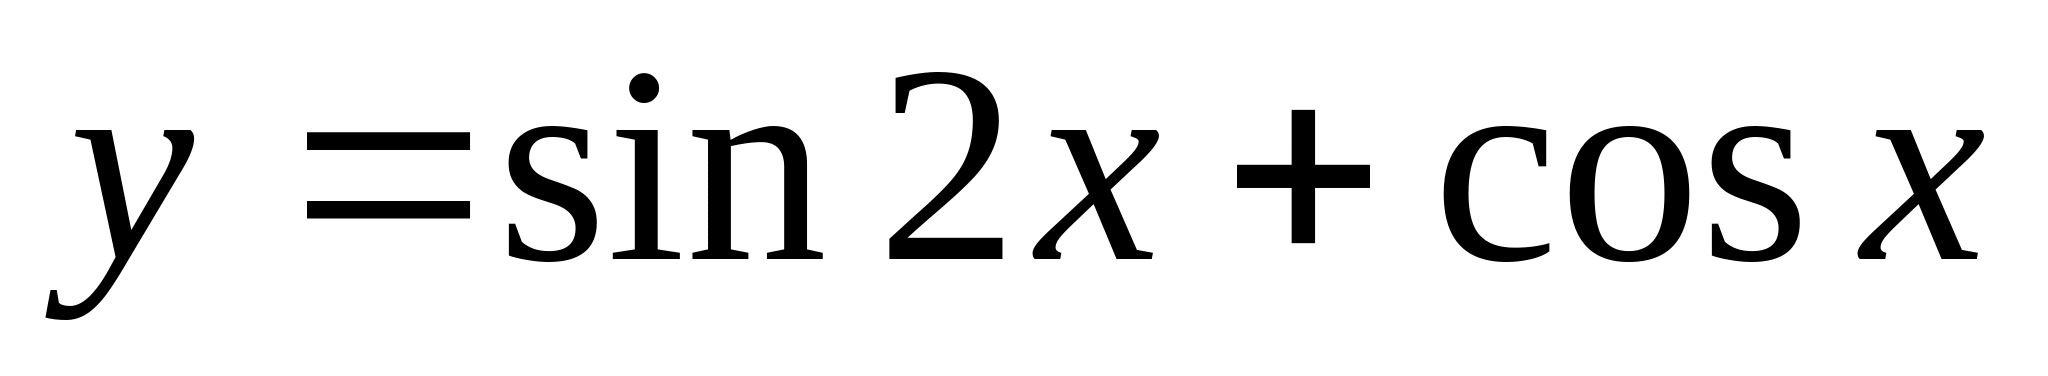 y = sin 2x + cos x